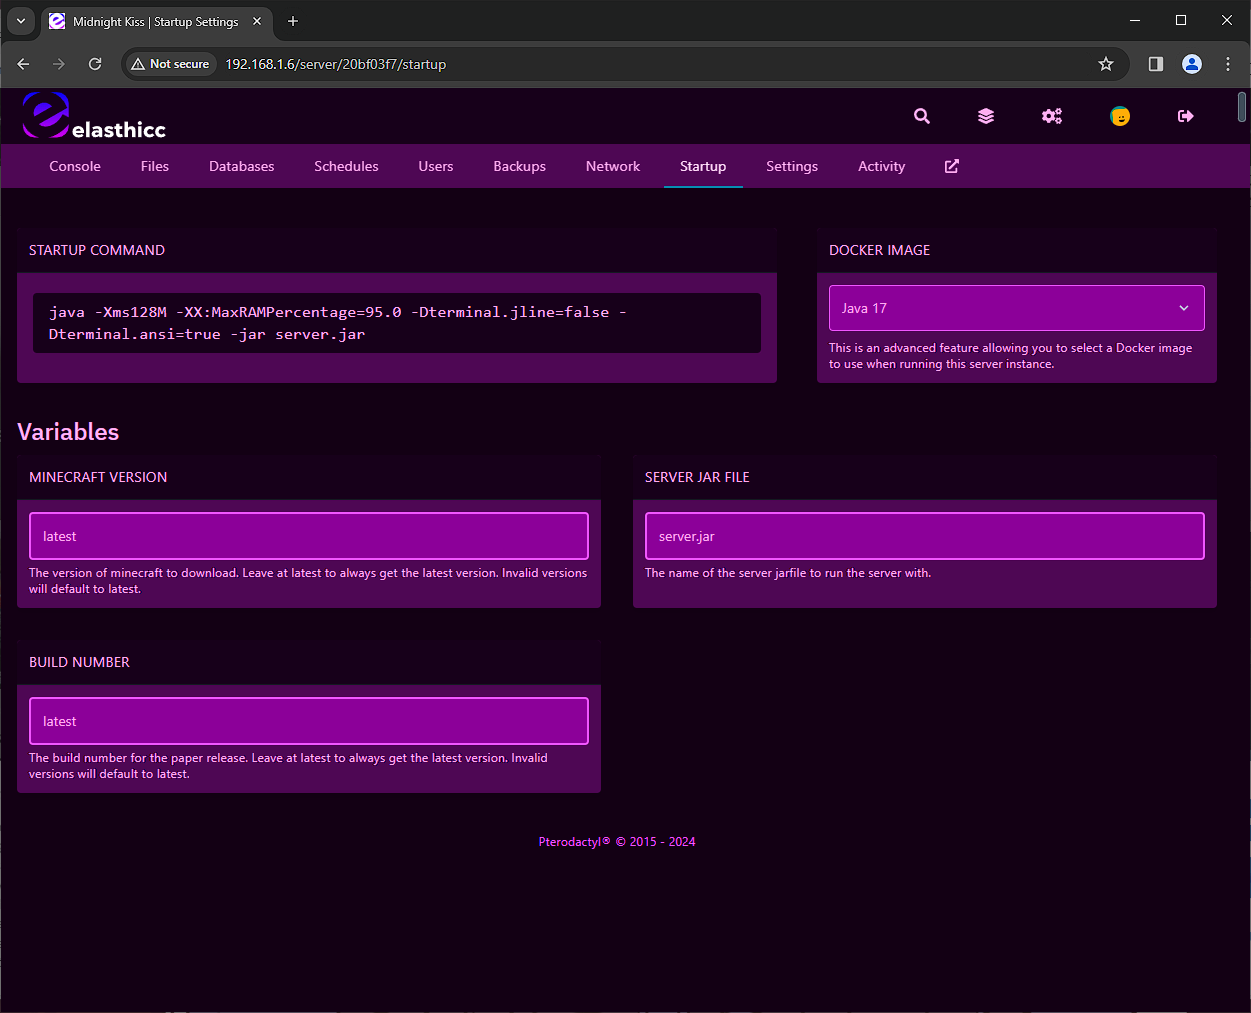 Midnight Kiss | Startup Settings
Not secure
192.168.1.6/server/20bf03f7/startup
elasthicc
Console Files Databases Schedules Users Backups Network Startup Settings Activity
STARTUP COMMAND
java -Xms128M -XX:MaxRAMPercentage=95.0 -Dterminal.jline=false -
Dterminal.ansi=true -jar server.jar
DOCKER IMAGE
Java 17
This is an advanced feature allowing you to select a Docker image
to use when running this server instance.
Variables
MINECRAFT VERSION
latest
The version of minecraft to download. Leave at latest to always get the latest version. Invalid versions
will default to latest.
SERVER JAR FILE
server.jar
The name of the server jarfile to run the server with.
BUILD NUMBER
latest
The build number for the paper release. Leave at latest to always get the latest version. Invalid
versions will default to latest.
Pterodactyl® © 2015 - 2024